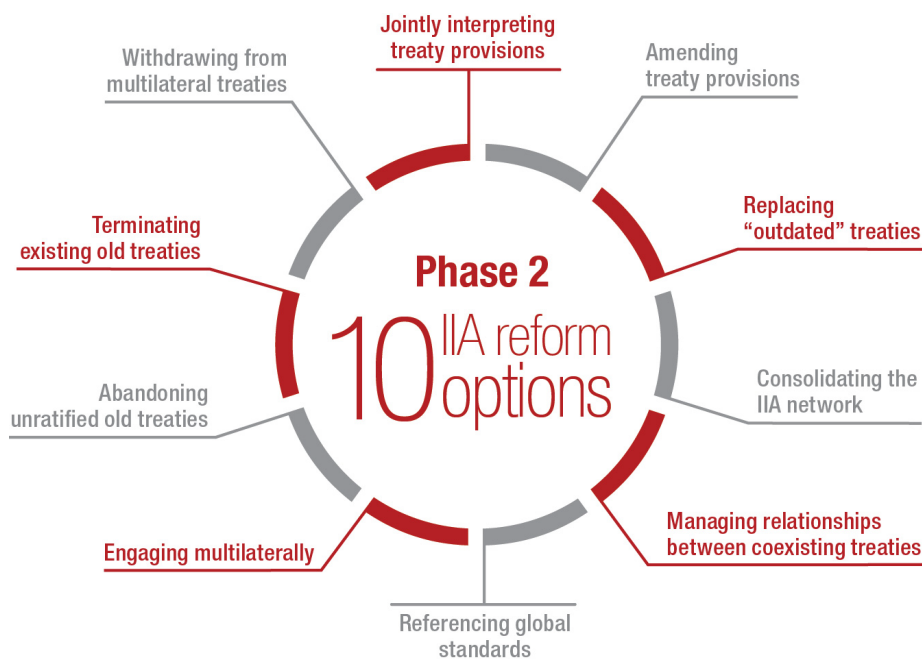 Jointly interpreting
treaty provisions
Amending
treaty provisions
Replacing
“outdated” treaties
Consolidating the
IIA network
Managing relationships
between coexisting treaties
Referencing global
standards
Engaging multilaterally
Abandoning
unratified old treaties
Terminating
existing old treaties
Withdrawing from
multilateral treaties
Phase 2
10 IIA reform
options